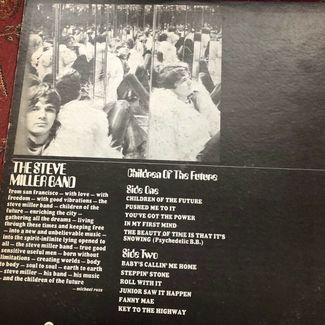 THE STEVE
MILLER BAND
from san francisco — with love — with
freedom — with good vibrations — the
steve miller band — children of the
future — enriching the city —
gathering all the dreams — living
through these times and keeping free
— into a new and unbelievable music —
into the spirit-infinite lying opened to
all — the steve miller band — true good
sensitive useful men — born without
limitations — creating worlds — body
to body — soul to soul — earth to earth
— steve miller — his band — his music
— and the children of the future
— michael ross
Children Of The Future
Side One
CHILDREN OF THE FUTURE
PUSHED ME TO IT
YOU'VE GOT THE POWER
IN MY FIRST MIND
THE BEAUTY OF TIME IS THAT IT'S
SNOWING (Psychedelic B.B.)
Side Two
BABY'S CALLIN' ME HOME
STEPPIN' STONE
ROLL WITH IT
JUNIOR SAW IT HAPPEN
FANNY MAE
KEY TO THE HIGHWAY